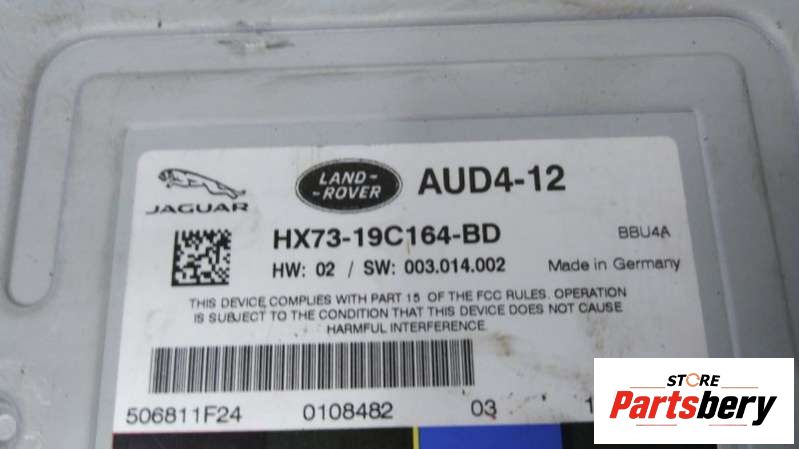 JAGUAR
LAND-
-ROVER
AUD4-12
HX73-19C164-BD
BBU4A
HW: 02 / SW: 003.014.002
Made in Germany
THIS DEVICE COMPLIES WITH PART 15 OF THE FCC RULES. OPERATION
IS SUBJECT TO THE CONDITION THAT THIS DEVICE DOES NOT CAUSE
HARMFUL INTERFERENCE.
506811F24 0108482 03
STORE
Partsbery